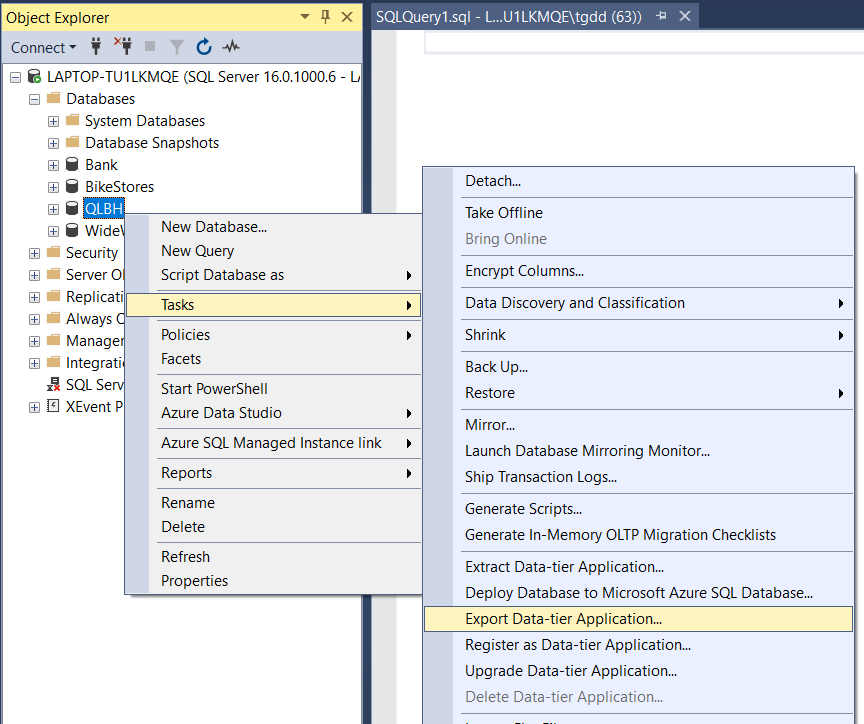 Object Explorer
Connect
LAPTOP-TU1LKMQE (SQL Server 16.0.1000.6 - LA
Databases
System Databases
Database Snapshots
Bank
BikeStores
QLBH
WideW
Security
Server O
Replicati
Always O
Manager
Integratio
SQL Serv
XEvent P
SQLQuery1.sql - L...U1LKMQE\tgdd (63))
New Database...
New Query
Script Database as
Tasks
Policies
Facets
Start PowerShell
Azure Data Studio
Azure SQL Managed Instance link
Reports
Rename
Delete
Refresh
Properties
Detach...
Take Offline
Bring Online
Encrypt Columns...
Data Discovery and Classification
Shrink
Back Up...
Restore
Mirror...
Launch Database Mirroring Monitor...
Ship Transaction Logs...
Generate Scripts...
Generate In-Memory OLTP Migration Checklists
Extract Data-tier Application...
Deploy Database to Microsoft Azure SQL Database...
Export Data-tier Application...
Register as Data-tier Application...
Upgrade Data-tier Application...
Delete Data-tier Application...